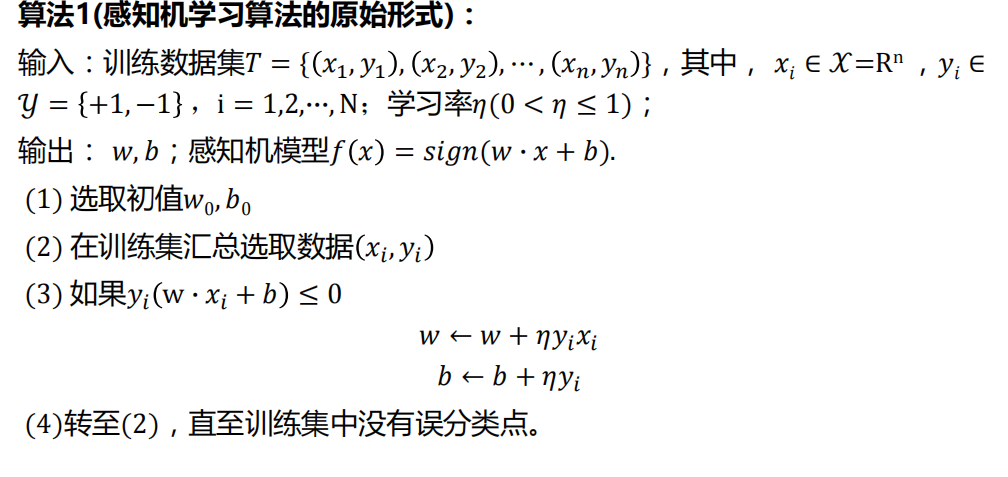 算法1(感知机学习算法的原始形式)：
输入：训练数据集𝑇 = {(𝑥₁, 𝑦₁), (𝑥₂, 𝑦₂), ⋯ , (𝑥ₙ, 𝑦ₙ)}，其中， 𝑥ᵢ ∈ 𝒳=Rⁿ ，𝑦ᵢ ∈
𝒴 = {+1, −1}，i = 1,2,⋯, N；学习率𝜂(0 < 𝜂 ≤ 1)；
输出： 𝑤, 𝑏；感知机模型𝑓(𝑥) = 𝑠𝑖𝑔𝑛(𝑤 · 𝑥 + 𝑏).
(1) 选取初值𝑤₀, 𝑏₀
(2) 在训练集汇总选取数据(𝑥ᵢ, 𝑦ᵢ)
(3) 如果𝑦ᵢ(w · 𝑥ᵢ + 𝑏) ≤ 0
𝑤 ← 𝑤 + 𝜂𝑦ᵢ𝑥ᵢ
𝑏 ← 𝑏 + 𝜂𝑦ᵢ
(4)转至(2)，直至训练集中没有误分类点。